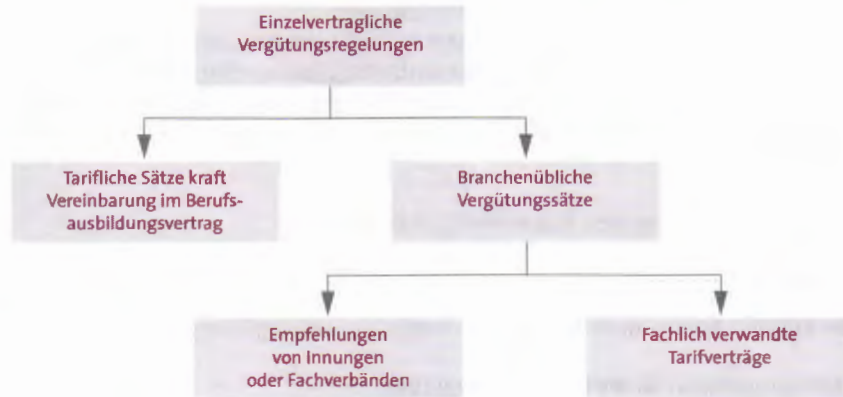 Einzelvertragliche
Vergütungsregelungen
Tarifliche Sätze kraft
Vereinbarung im Berufs-
ausbildungsvertrag
Branchenübliche
Vergütungssätze
Empfehlungen
von Innungen
oder Fachverbänden
Fachlich verwandte
Tarifverträge